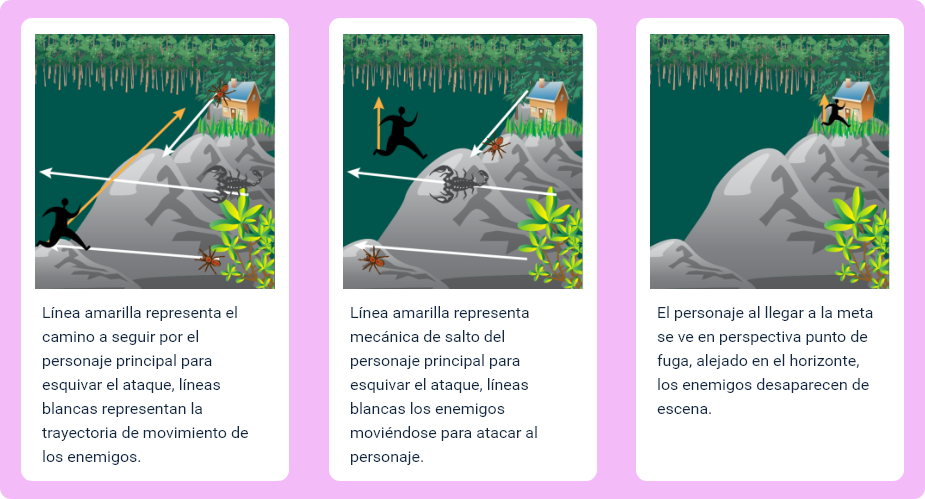 Línea amarilla representa el
camino a seguir por el
personaje principal para
esquivar el ataque, líneas
blancas representan la
trayectoria de movimiento de
los enemigos.
Línea amarilla representa
mecánica de salto del
personaje principal para
esquivar el ataque, líneas
blancas los enemigos
moviéndose para atacar al
personaje.
El personaje al llegar a la meta
se ve en perspectiva punto de
fuga, alejado en el horizonte,
los enemigos desaparecen de
escena.